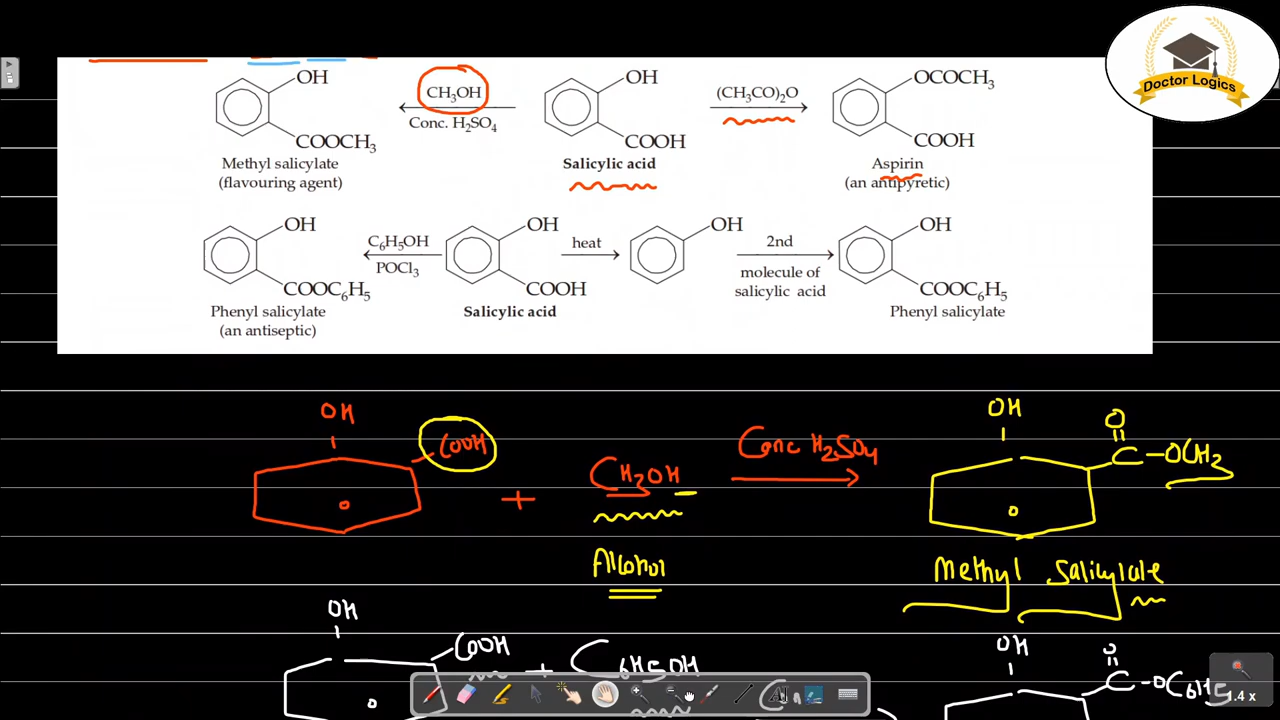 Doctor Logics
OH CH₃OH OH (CH₃CO)₂O OCOCH₃
Conc. H₂SO₄
COOCH₃ COOH COOH
Methyl salicylate Salicylic acid Aspirin
(flavouring agent) (an antipyretic)
OH C₆H₅OH OH heat OH 2nd OH
POCl₃ molecule of
COOC₆H₅ COOH salicylic acid COOC₆H₅
Phenyl salicylate Salicylic acid Phenyl salicylate
(an antiseptic)
OH OH
COOH O
CH3OH Conc H2SO4 C-OCH3
+
Alcohol Methyl Salicylate
OH OH
COOH + C6H5OH O
C-OC6H5
1.4 x